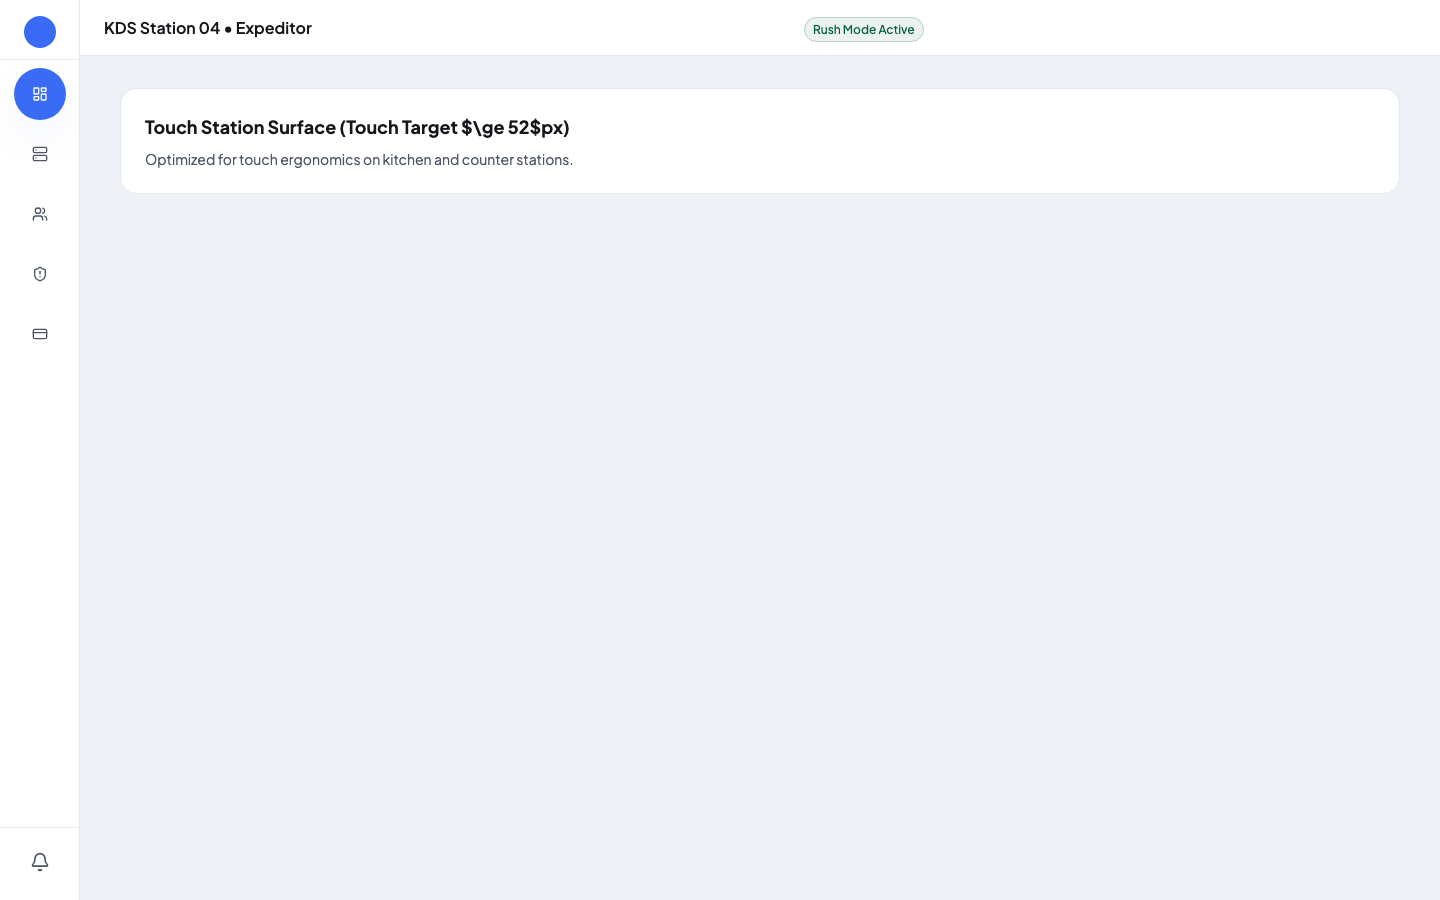 KDS Station 04 • Expeditor
Rush Mode Active
Touch Station Surface (Touch Target $\ge 52$px)
Optimized for touch ergonomics on kitchen and counter stations.